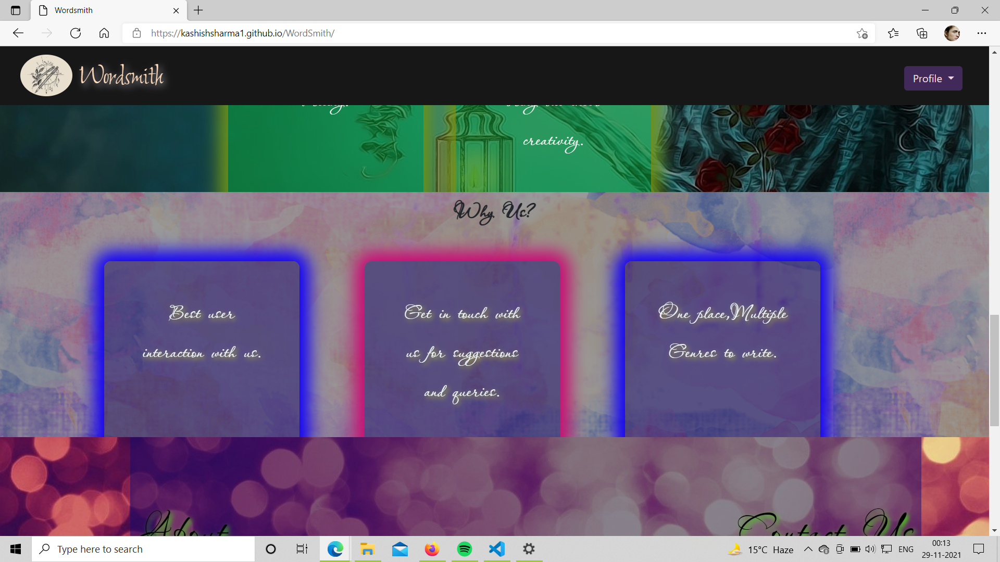 Wordsmith
https://kashishsharma1.github.io/WordSmith/
Wordsmith
Profile
creativity.
Why Us?
Best user
interaction with us.
Get in touch with
us for suggestions
and queries.
One place,Multiple
Genres to write.
About
Contact Us
Type here to search
15°C Haze
ENG
00:13
29-11-2021